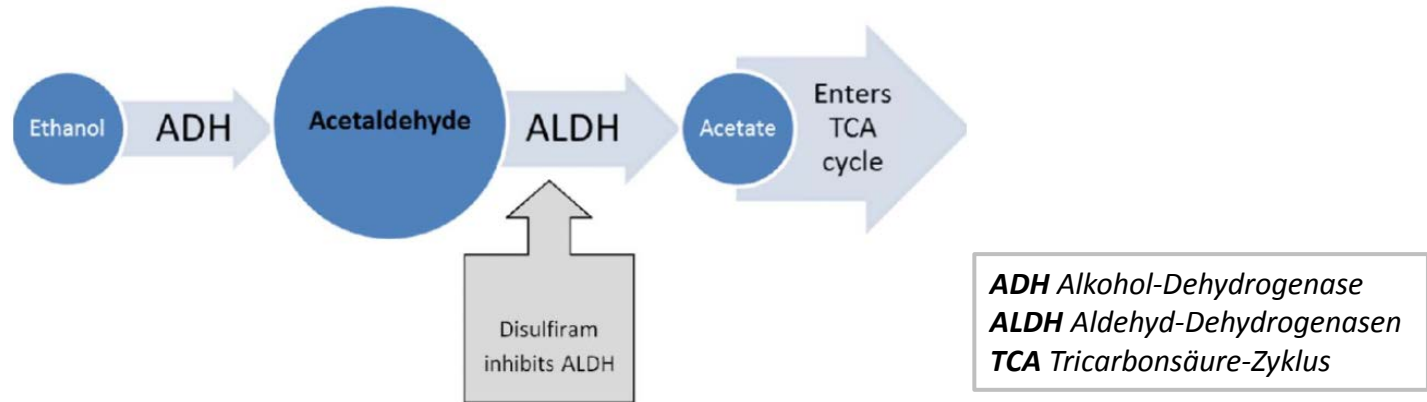 Ethanol
ADH
Acetaldehyde
ALDH
Acetate
Enters
TCA
cycle
Disulfiram
inhibits ALDH
ADH Alkohol-Dehydrogenase
ALDH Aldehyd-Dehydrogenasen
TCA Tricarbonsäure-Zyklus